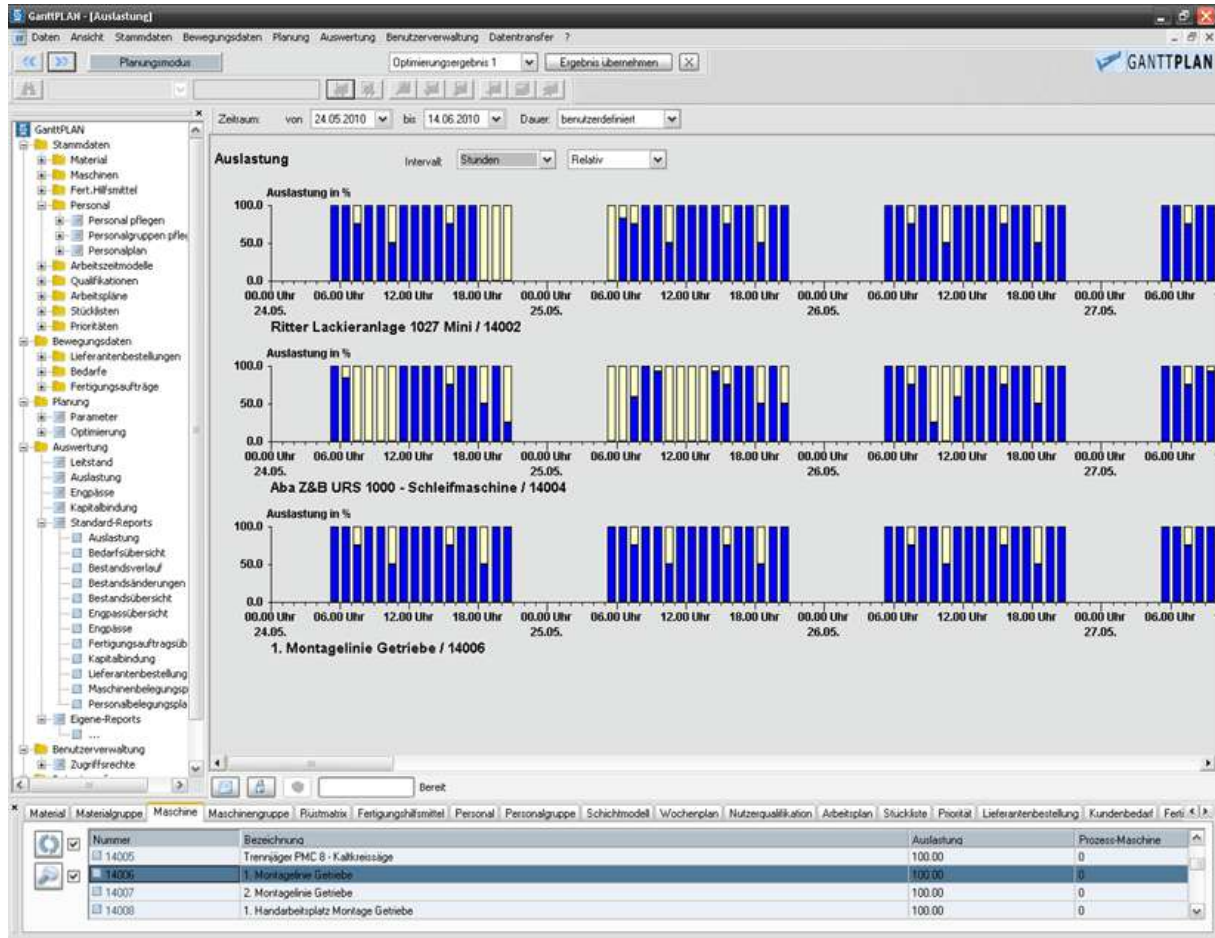 GanttPLAN - [Auslastung]
Daten Ansicht Stammdaten Bewegungsdaten Planung Auswertung Benutzerverwaltung Datentransfer ?
<< >> Planungsmodus Optimierungsergebnis 1 Ergebnis übernehmen X GANTTPLAN
Zeitraum: von 24.05.2010 bis 14.06.2010 Dauer: benutzerdefiniert
GanttPLAN
Stammdaten
Material
Maschinen
Fert.Hilfsmittel
Personal
Personal pflegen
Personalgruppen pfle
Personalplan
Arbeitszeitmodelle
Qualifikationen
Arbeitspläne
Stücklisten
Prioritäten
Bewegungsdaten
Lieferantenbestellungen
Bedarfe
Fertigungsaufträge
Planung
Parameter
Optimierung
Auswertung
Leitstand
Auslastung
Engpässe
Kapitalbindung
Standard-Reports
Auslastung
Bedarfsübersicht
Bestandsverlauf
Bestandsänderungen
Bestandsübersicht
Engpassübersicht
Engpässe
Fertigungsauftragsüb
Kapitalbindung
Lieferantenbestellung
Maschinenbelegungsp
Personalbelegungspla
Eigene-Reports
...
Benutzerverwaltung
Zugriffsrechte
Auslastung Intervall: Stunden Relativ
Auslastung in %
100.0
50.0
0.0
00.00 Uhr 06.00 Uhr 12.00 Uhr 18.00 Uhr 00.00 Uhr 06.00 Uhr 12.00 Uhr 18.00 Uhr 00.00 Uhr 06.00 Uhr 12.00 Uhr 18.00 Uhr 00.00 Uhr 06.00 Uhr
24.05. 25.05. 26.05. 27.05.
Ritter Lackieranlage 1027 Mini / 14002
Auslastung in %
100.0
50.0
0.0
00.00 Uhr 06.00 Uhr 12.00 Uhr 18.00 Uhr 00.00 Uhr 06.00 Uhr 12.00 Uhr 18.00 Uhr 00.00 Uhr 06.00 Uhr 12.00 Uhr 18.00 Uhr 00.00 Uhr 06.00 Uhr
24.05. 25.05. 26.05. 27.05.
Aba Z&B URS 1000 - Schleifmaschine / 14004
Auslastung in %
100.0
50.0
0.0
00.00 Uhr 06.00 Uhr 12.00 Uhr 18.00 Uhr 00.00 Uhr 06.00 Uhr 12.00 Uhr 18.00 Uhr 00.00 Uhr 06.00 Uhr 12.00 Uhr 18.00 Uhr 00.00 Uhr 06.00 Uhr
24.05. 25.05. 26.05. 27.05.
1. Montagelinie Getriebe / 14006
Bereit
Material Materialgruppe Maschine Maschinengruppe Rüstmatrix Fertigungshilfsmittel Personal Personalgruppe Schichtmodell Wochenplan Nutzerqualifikation Arbeitsplan Stückliste Priorität Lieferantenbestellung Kundenbedarf Ferti
Nummer Bezeichnung Auslastung Prozess-Maschine
14005 Trennjäger PMC 8 - Kaltkreissäge 100.00 0
14006 1. Montagelinie Getriebe 100.00 0
14007 2. Montagelinie Getriebe 100.00 0
14008 1. Handarbeitsplatz Montage Getriebe 100.00 0